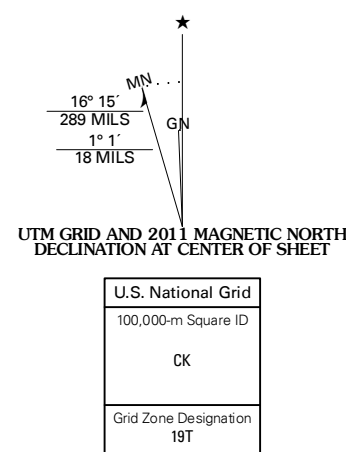 ★
MN
16° 15´
289 MILS
GN
1° 1´
18 MILS
UTM GRID AND 2011 MAGNETIC NORTH
DECLINATION AT CENTER OF SHEET
U.S. National Grid
100,000-m Square ID
CK
Grid Zone Designation
19T